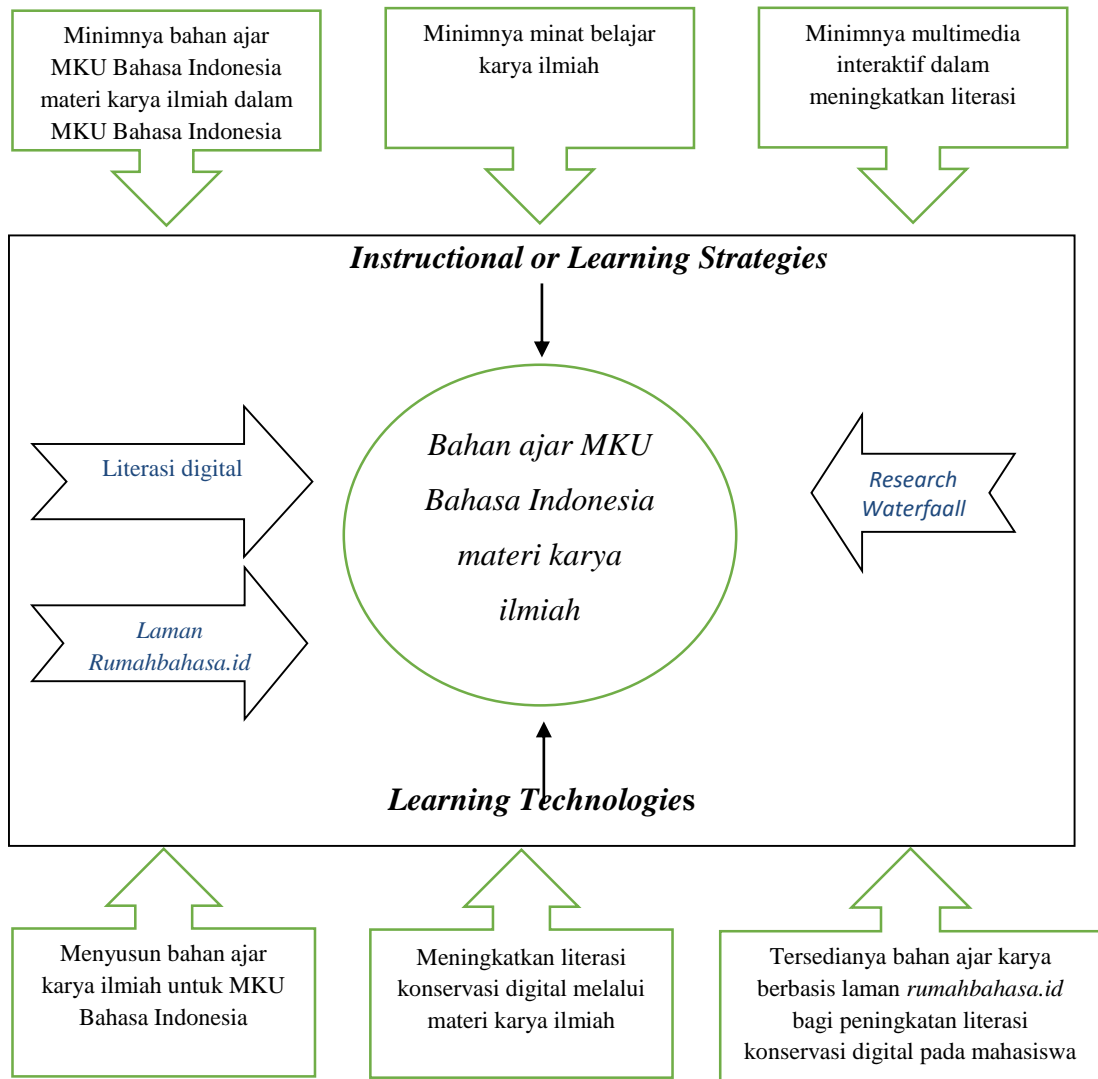 Minimnya bahan ajar
MKU Bahasa Indonesia
materi karya ilmiah dalam
MKU Bahasa Indonesia
Minimnya minat belajar
karya ilmiah
Minimnya multimedia
interaktif dalam
meningkatkan literasi
Instructional or Learning Strategies
Literasi digital
Laman
Rumahbahasa.id
Bahan ajar MKU
Bahasa Indonesia
materi karya
ilmiah
Research
Waterfaall
Learning Technologies
Menyusun bahan ajar
karya ilmiah untuk MKU
Bahasa Indonesia
Meningkatkan literasi
konservasi digital melalui
materi karya ilmiah
Tersedianya bahan ajar karya
berbasis laman rumahbahasa.id
bagi peningkatan literasi
konservasi digital pada mahasiswa